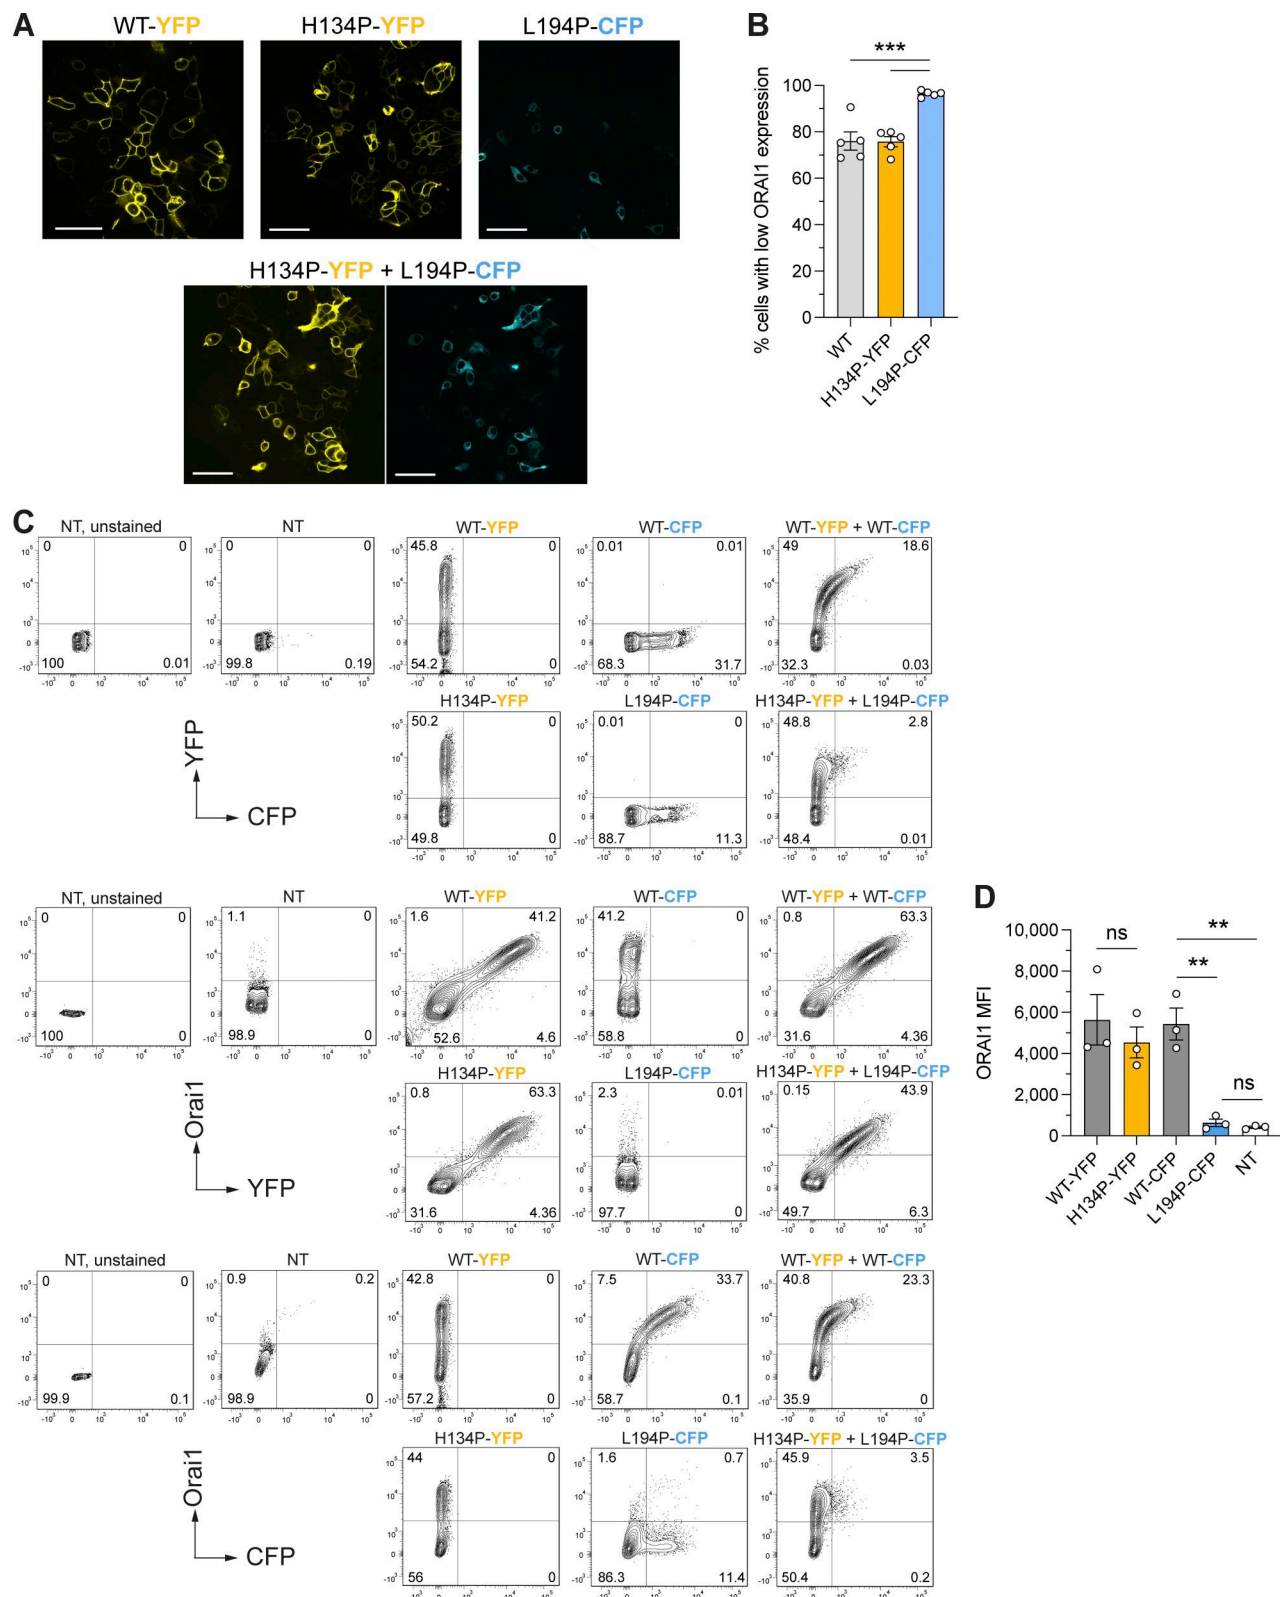 A
WT-YFP
H134P-YFP
L194P-CFP
H134P-YFP + L194P-CFP
B
***
% cells with low ORAI1 expression
100
80
60
40
20
0
WT
H134P-YFP
L194P-CFP
C
NT, unstained
NT
WT-YFP
WT-CFP
WT-YFP + WT-CFP
0 0
100 0.01
0 0
99.8 0.19
45.8 0
54.2 0
0.01 0.01
68.3 31.7
49 18.6
32.3 0.03
H134P-YFP
L194P-CFP
H134P-YFP + L194P-CFP
50.2 0
49.8 0
0.01 0
88.7 11.3
48.8 2.8
48.4 0.01
YFP
CFP
NT, unstained
NT
WT-YFP
WT-CFP
WT-YFP + WT-CFP
0 0
100 0
1.1 0
98.9 0
1.6 41.2
52.6 4.6
41.2 0
58.8 0
0.8 63.3
31.6 4.36
H134P-YFP
L194P-CFP
H134P-YFP + L194P-CFP
0.8 63.3
31.6 4.36
2.3 0.01
97.7 0
0.15 43.9
49.7 6.3
Orai1
YFP
NT, unstained
NT
WT-YFP
WT-CFP
WT-YFP + WT-CFP
0 0
99.9 0.1
0.9 0.2
98.9 0
42.8 0
57.2 0
7.5 33.7
58.7 0.1
40.8 23.3
35.9 0
H134P-YFP
L194P-CFP
H134P-YFP + L194P-CFP
44 0
56 0
1.6 0.7
86.3 11.4
45.9 3.5
50.4 0.2
Orai1
CFP
D
ORAI1 MFI
10,000
8,000
6,000
4,000
2,000
0
ns
**
**
ns
WT-YFP
H134P-YFP
WT-CFP
L194P-CFP
NT